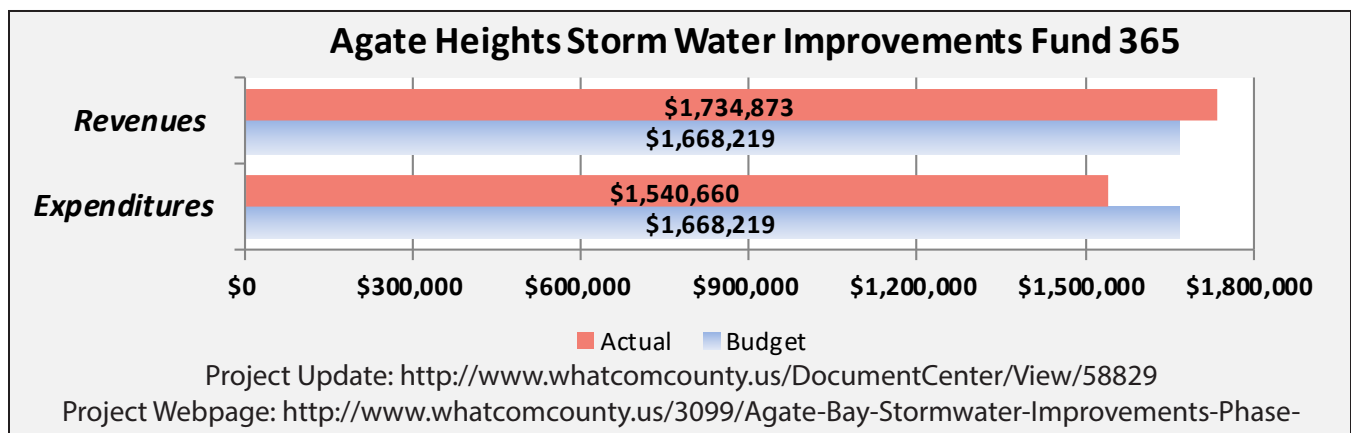 Agate Heights Storm Water Improvements Fund 365
Revenues
$1,734,873
$1,668,219
Expenditures
$1,540,660
$1,668,219
$0 $300,000 $600,000 $900,000 $1,200,000 $1,500,000 $1,800,000
Actual Budget
Project Update: http://www.whatcomcounty.us/DocumentCenter/View/58829
Project Webpage: http://www.whatcomcounty.us/3099/Agate-Bay-Stormwater-Improvements-Phase-